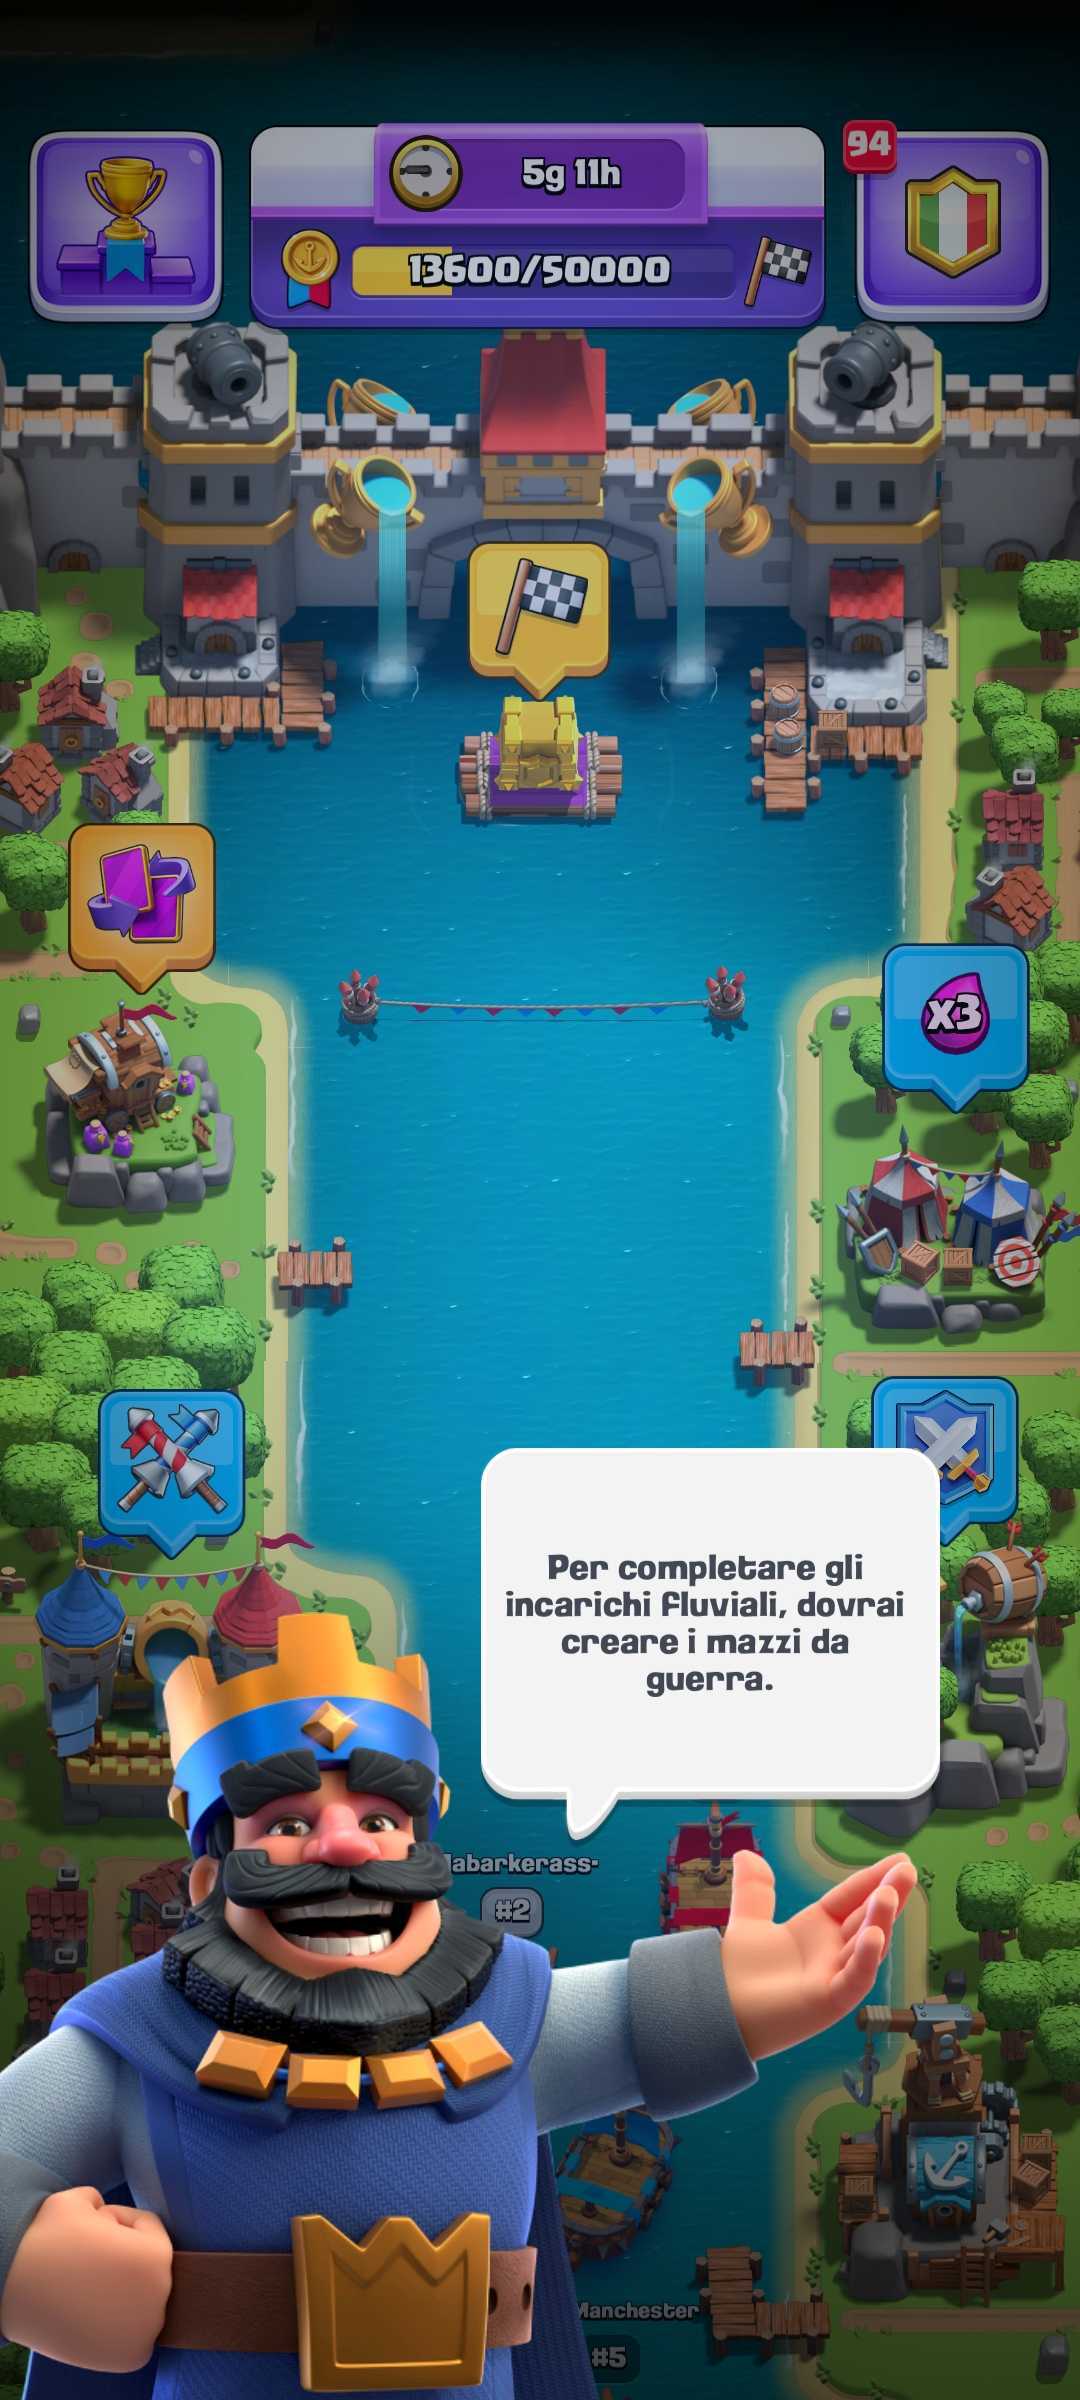 94
5g 11h
13600/50000
x3
Per completare gli
incarichi fluviali, dovrai
creare i mazzi da
guerra.
labarkerass·
#2
Manchester
#5